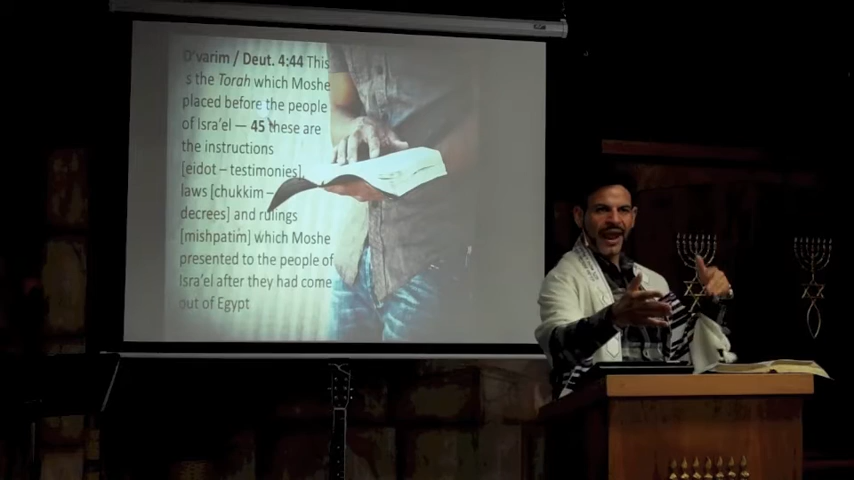 D'varim / Deut. 4:44 This
s the Torah which Moshe
placed before the people
of Isra'el – 45 these are
the instructions
[eidot – testimonies],
laws [chukkim –
decrees] and rulings
[mishpatim] which Moshe
presented to the people of
Isra'el after they had come
out of Egypt